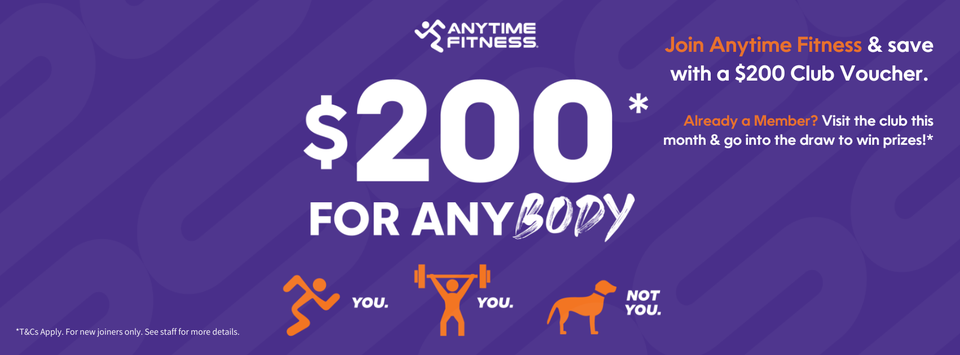 ANYTIME
FITNESS.
$200*
FOR ANYBODY
YOU.
YOU.
NOT
YOU.
Join Anytime Fitness & save
with a $200 Club Voucher.
Already a Member? Visit the club this
month & go into the draw to win prizes!*
*T&Cs Apply. For new joiners only. See staff for more details.